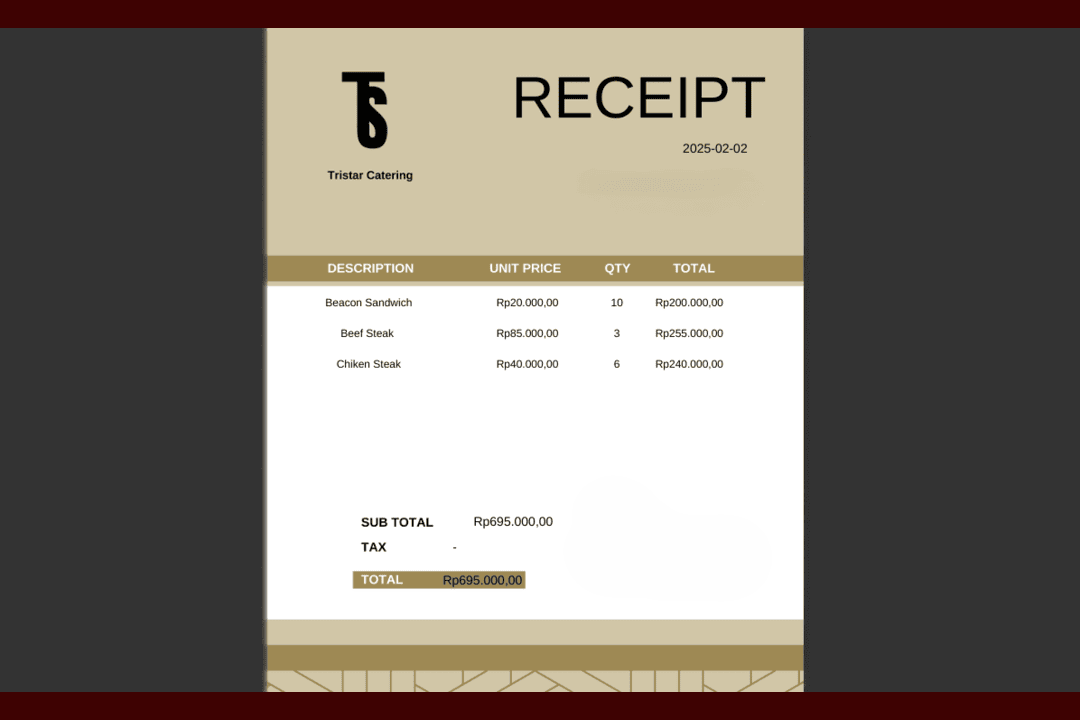 TS
RECEIPT
2025-02-02
Tristar Catering
DESCRIPTION UNIT PRICE QTY TOTAL
Beacon Sandwich Rp20.000,00 10 Rp200.000,00
Beef Steak Rp85.000,00 3 Rp255.000,00
Chiken Steak Rp40.000,00 6 Rp240.000,00
SUB TOTAL Rp695.000,00
TAX -
TOTAL Rp695.000,00